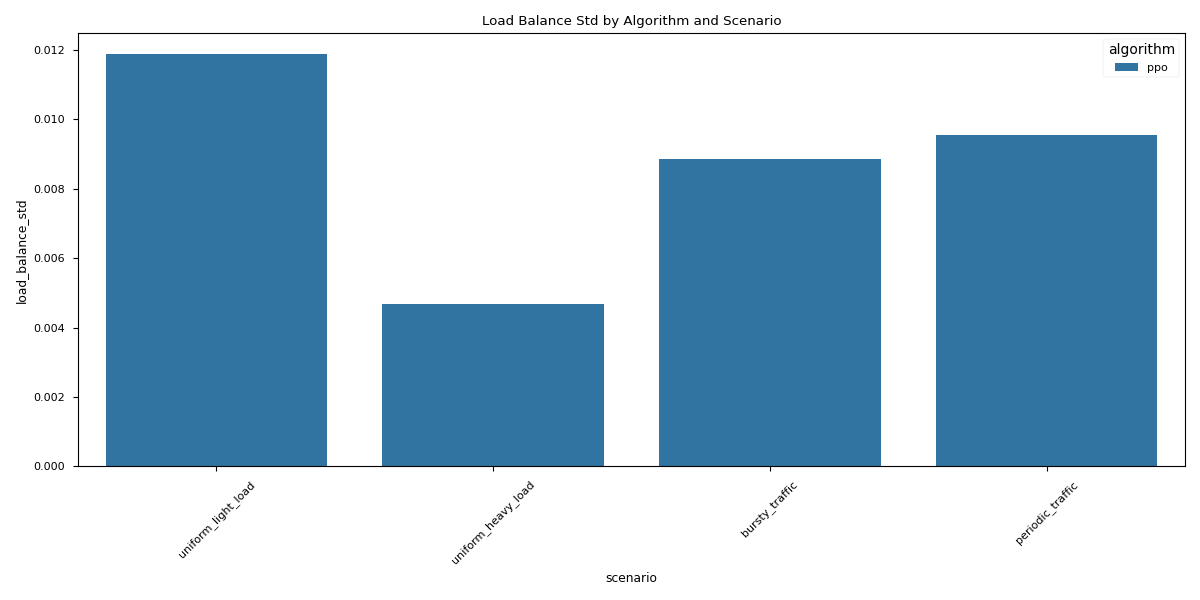 Load Balance Std by Algorithm and Scenario
algorithm
ppo
load_balance_std
0.012
0.010
0.008
0.006
0.004
0.002
0.000
uniform_light_load
uniform_heavy_load
bursty_traffic
periodic_traffic
scenario